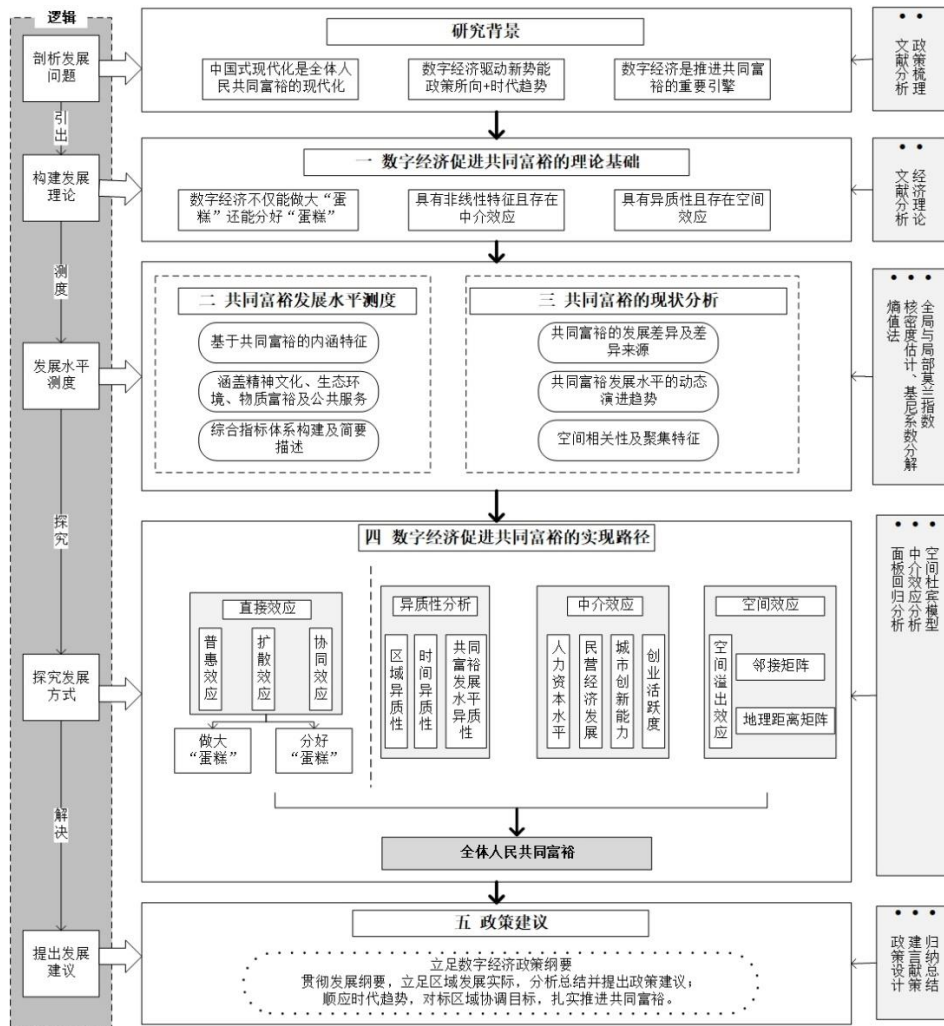 逻辑
剖析发展
问题
引出
构建发展
理论
测度
发展水平
测度
探究
探究发展
方式
解决
提出发展
建议
研究背景
中国式现代化是全体人
民共同富裕的现代化
数字经济驱动新势能
政策所向+时代趋势
数字经济是推进共同富
裕的重要引擎
一 数字经济促进共同富裕的理论基础
数字经济不仅能做大“蛋
糕”还能分好“蛋糕”
具有非线性特征且存在
中介效应
具有异质性且存在空间
效应
二 共同富裕发展水平测度
基于共同富裕的内涵特征
涵盖精神文化、生态环
境、物质富裕及公共服务
综合指标体系构建及简要
描述
三 共同富裕的现状分析
共同富裕的发展差异及差
异来源
共同富裕发展水平的动态
演进趋势
空间相关性及聚集特征
四 数字经济促进共同富裕的实现路径
直接效应
普惠效应
扩散效应
协同效应
做大
“蛋糕”
分好
“蛋糕”
异质性分析
区域异质性
时间异质性
共同富裕发展水平异质性
中介效应
人力资本水平
民营经济发展
城市创新能力
创业活跃度
空间效应
空间溢出效应
邻接矩阵
地理距离矩阵
全体人民共同富裕
五 政策建议
立足数字经济政策纲要
贯彻发展纲要，立足区域发展实际，分析总结并提出政策建议；
顺应时代趋势，对标区域协调目标，扎实推进共同富裕。
政策梳理
文献分析
经济理论
文献分析
全局与局部莫兰指数
核密度估计、基尼系数分解
熵值法
空间杜宾模型
中介效应分析
面板回归分析
归纳总结
建言献策
政策设计